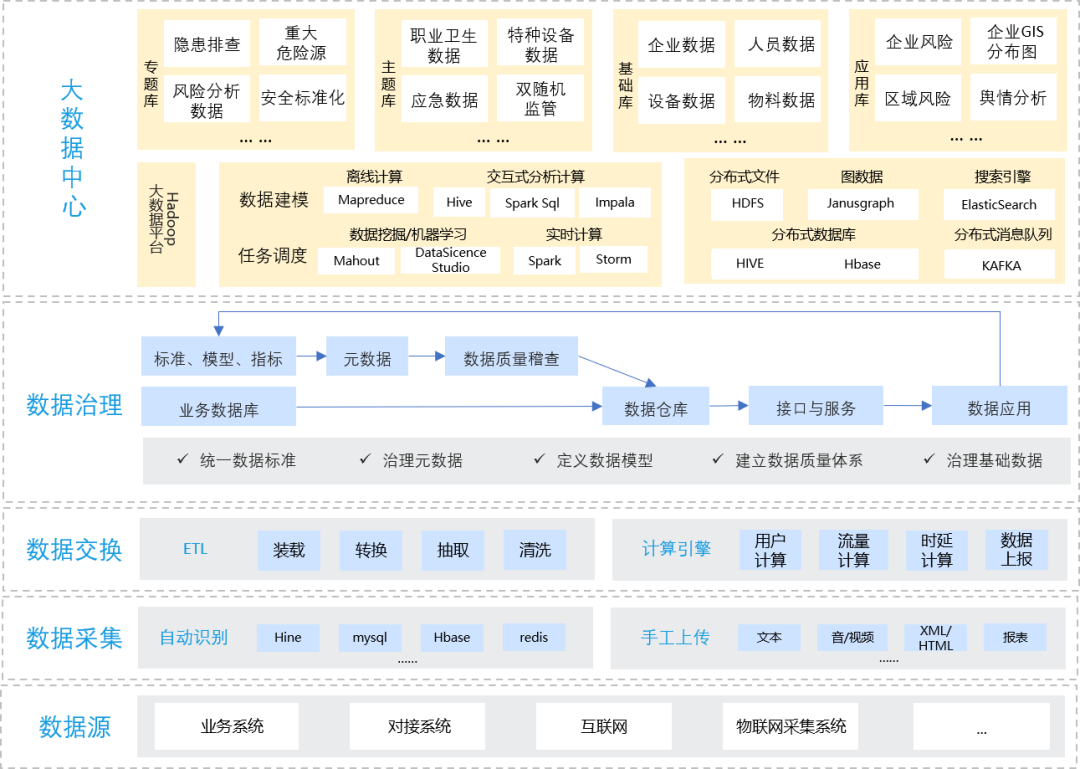 大数据中心
专题库
隐患排查
重大
危险源
风险分析
数据
安全标准化
... ...
主题库
职业卫生
数据
特种设备
数据
应急数据
双随机
监管
... ...
基础库
企业数据
人员数据
设备数据
物料数据
... ...
应用库
企业风险
企业GIS
分布图
区域风险
舆情分析
... ...
Hadoop
大数据平台
数据建模
离线计算
Mapreduce
交互式分析计算
Hive
Spark Sql
Impala
任务调度
数据挖掘/机器学习
Mahout
DataSicence
Studio
实时计算
Spark
Storm
分布式文件
HDFS
图数据
Janusgraph
搜索引擎
ElasticSearch
分布式数据库
HIVE
Hbase
分布式消息队列
KAFKA
数据治理
标准、模型、指标
元数据
数据质量稽查
业务数据库
数据仓库
接口与服务
数据应用
✓ 统一数据标准
✓ 治理元数据
✓ 定义数据模型
✓ 建立数据质量体系
✓ 治理基础数据
数据交换
ETL
装载
转换
抽取
清洗
计算引擎
用户
计算
流量
计算
时延
计算
数据
上报
数据采集
自动识别
Hine
mysql
Hbase
redis
......
手工上传
文本
音/视频
XML/
HTML
报表
......
数据源
业务系统
对接系统
互联网
物联网采集系统
...